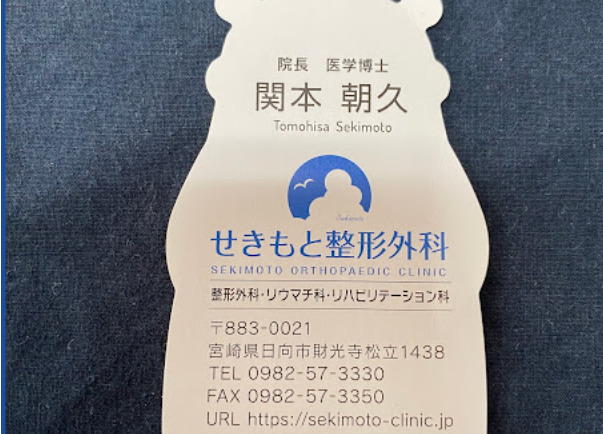 院長　医学博士
関本 朝久
Tomohisa Sekimoto
せきもと整形外科
SEKIMOTO ORTHOPAEDIC CLINIC
整形外科・リウマチ科・リハビリテーション科
〒883-0021
宮崎県日向市財光寺松立1438
TEL 0982-57-3330
FAX 0982-57-3350
URL https://sekimoto-clinic.jp